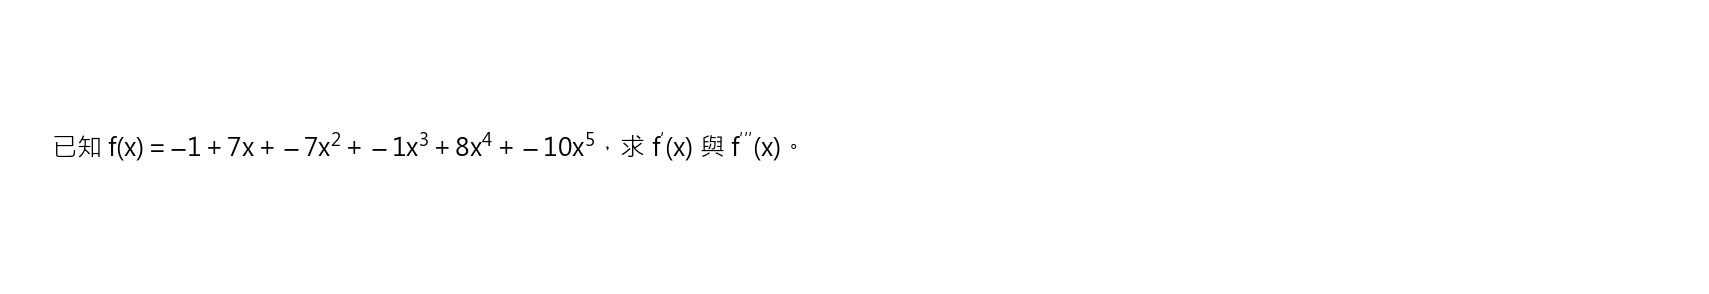 已知 f(x) = −1 + 7x + − 7x² + − 1x³ + 8x⁴ + − 10x⁵，求 f′(x) 與 f′′′(x)。